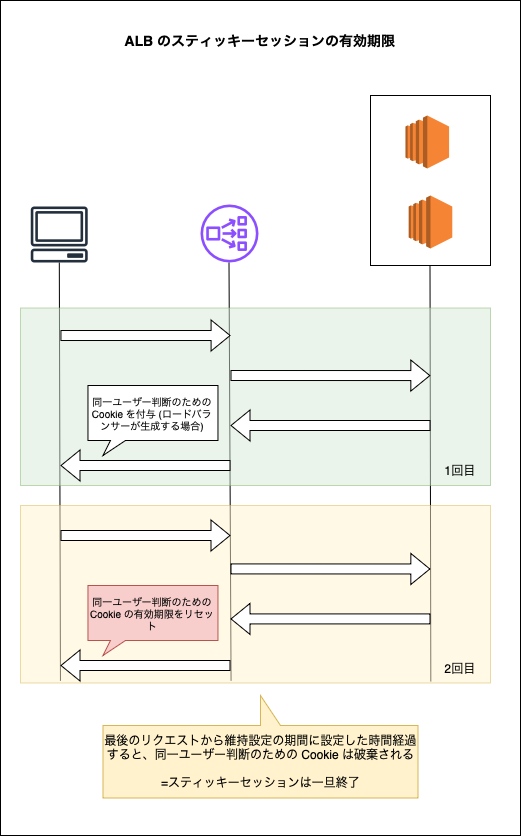 ALB のスティッキーセッションの有効期限
同一ユーザー判断のための
Cookie を付与 (ロードバラ
ンサーが生成する場合)
1回目
同一ユーザー判断のための
Cookie の有効期限をリセッ
ト
2回目
最後のリクエストから維持設定の期間に設定した時間経過
すると、同一ユーザー判断のための Cookie は破棄される
=スティッキーセッションは一旦終了